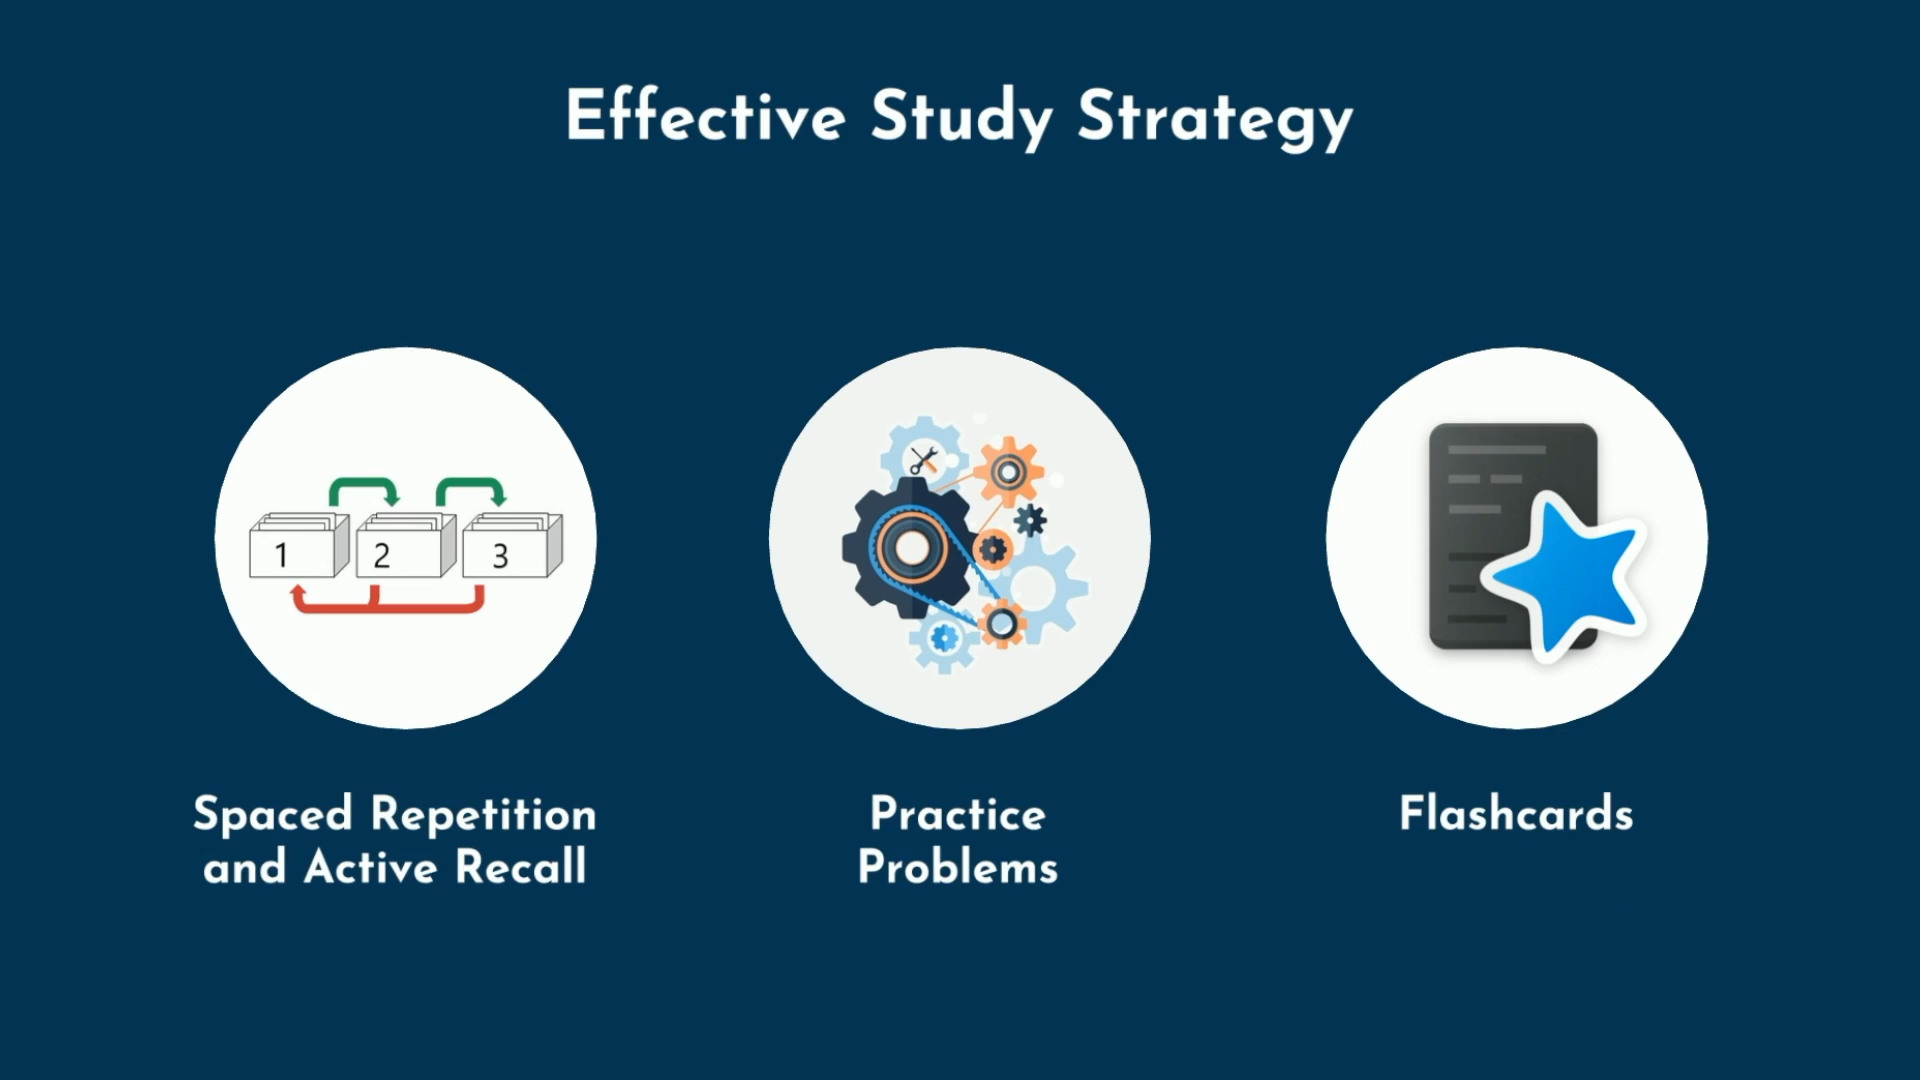 Effective Study Strategy
1 2 3
Spaced Repetition
and Active Recall
Practice
Problems
Flashcards